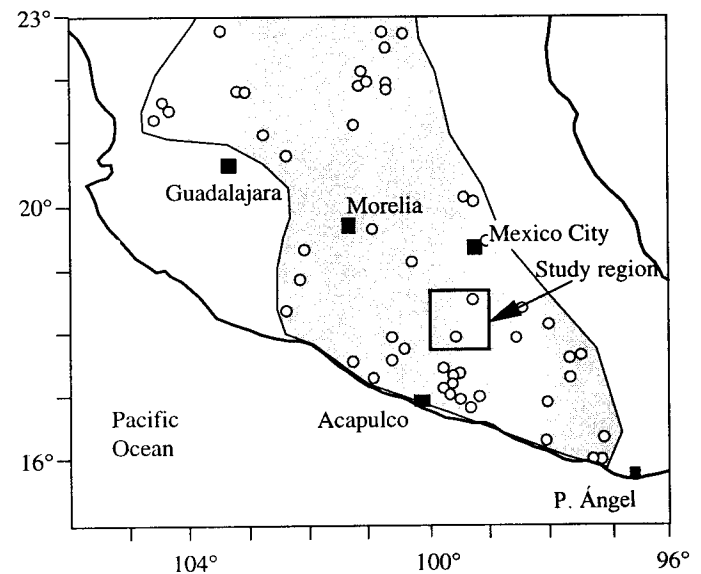 23°
Guadalajara
Morelia
20°
Mexico City
Study region
Pacific
Ocean
Acapulco
16°
P. Ángel
104°
100°
96°